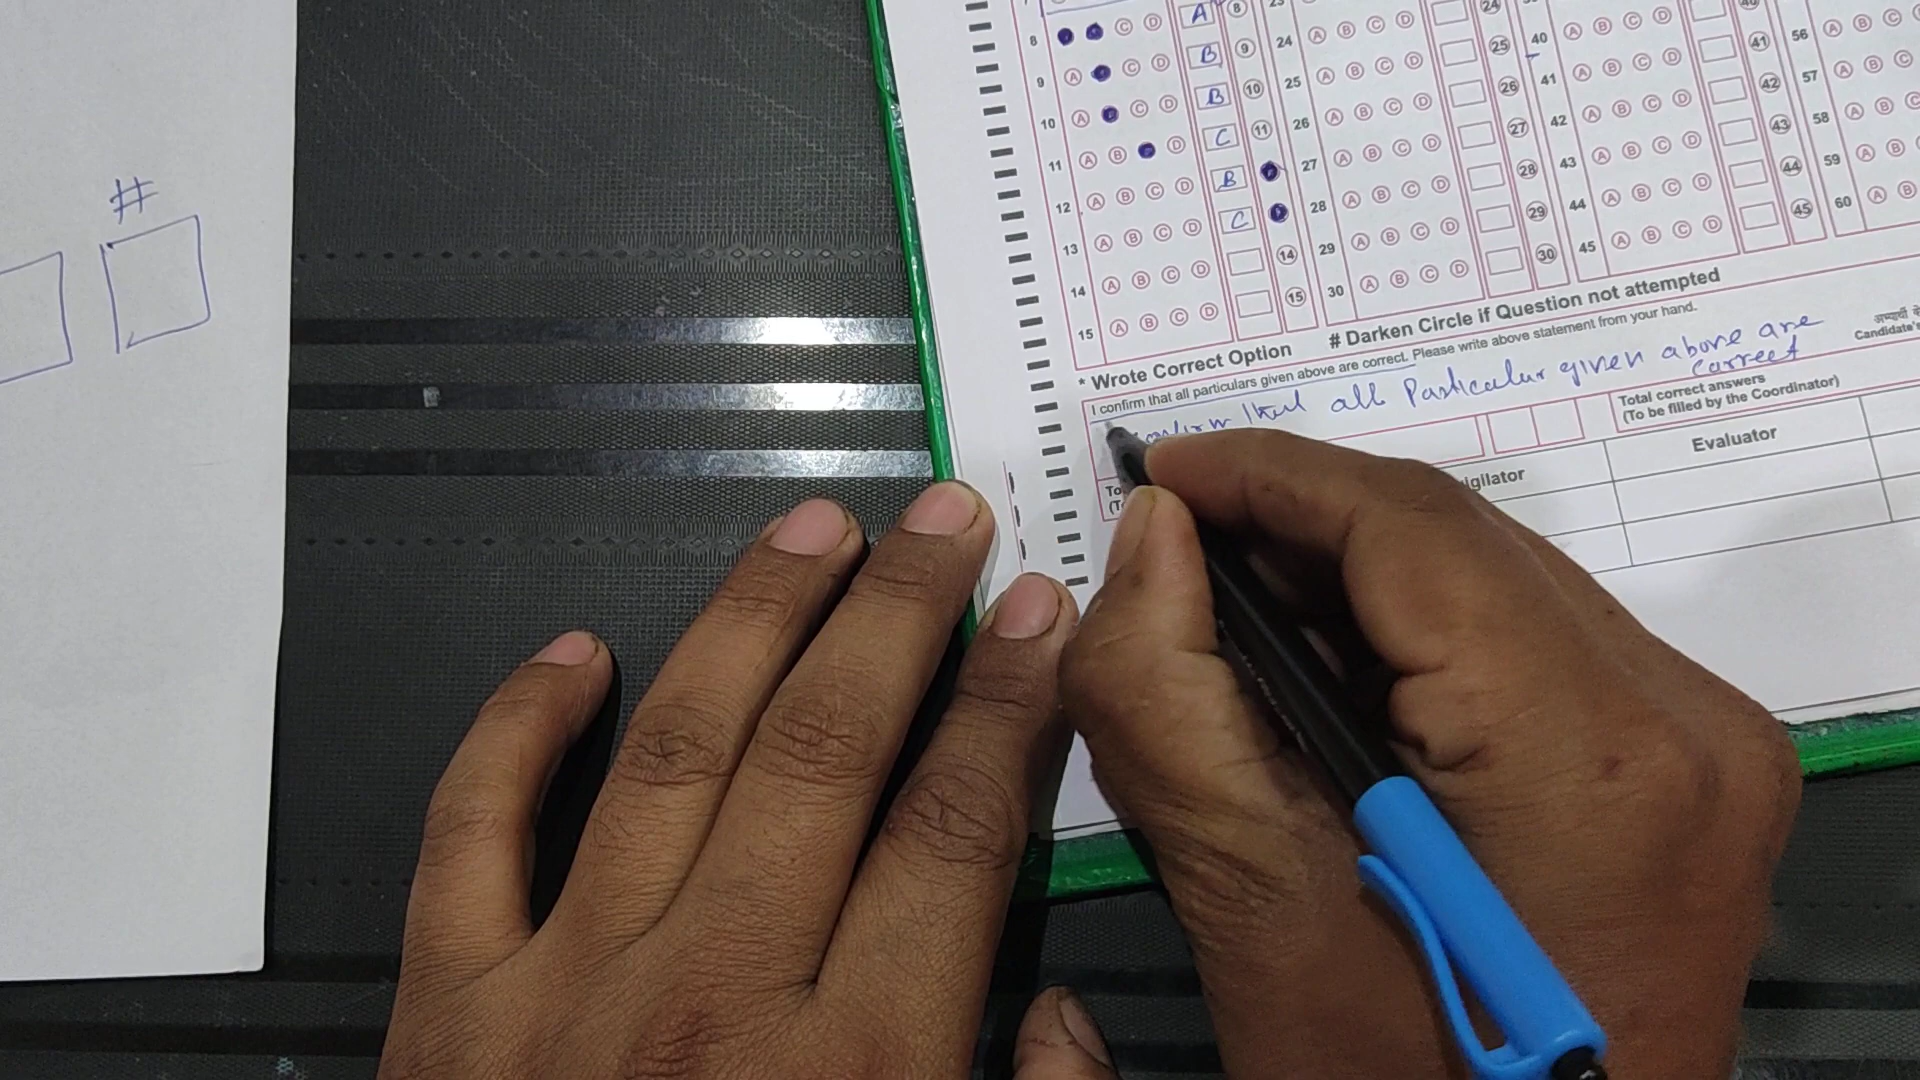 #
8 C D A 8
9 A C D B 9
10 A C D B 10
11 A B D C 11
12 A B C D B
13 A B C D C
14 A B C D 14
15 A B C D 15
24 A B C D 24
25 A B C D 25
26 A B C D 26
27 A B C D 27
28 A B C D 28
29 A B C D 29
30 A B C D 30
40 A B C D
41 A B C D 41
42 A B C D 42
43 A B C D 43
44 A B C D 44
45 A B C D 45
56 A B C
57 A B C
58 A B C
59 A B
60 A B
* Wrote Correct Option # Darken Circle if Question not attempted
I confirm that all particulars given above are correct. Please write above statement from your hand.
confirm that all Particular given above are
correct
Candidate's
Total correct answers
(To be filled by the Coordinator)
Evaluator